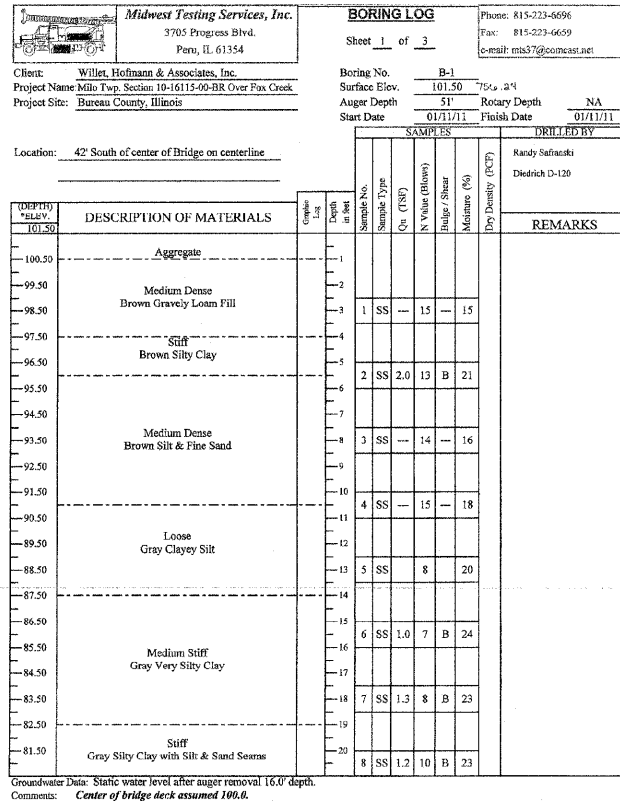 Midwest Testing Services, Inc.
3705 Progress Blvd.
Peru, IL 61354
BORING LOG
Sheet 1 of 3
Phone: 815-223-6696
Fax: 815-223-6659
e-mail: mts37@comcast.net
Client: Willet, Hofmann & Associates, Inc.
Project Name: Milo Twp. Section 10-16115-00-BR Over Fox Creek
Project Site: Bureau County, Illinois
Boring No. B-1
Surface Elev. 101.50 756.29
Auger Depth 51' Rotary Depth NA
Start Date 01/11/11 Finish Date 01/11/11
Location: 42' South of center of Bridge on centerline
SAMPLES
DRILLED BY
Randy Safranski
Diedrich D-120
(DEPTH)
*ELEV.
101.50
DESCRIPTION OF MATERIALS
Graphic Log
Depth in feet
Sample No.
Sample Type
Qu (TSF)
N Value (Blows)
Bulge / Shear
Moisture (%)
Dry Density (PCF)
REMARKS
Aggregate
100.50 1
99.50 2
Medium Dense
Brown Gravely Loam Fill
98.50 3 1 SS --- 15 --- 15
97.50 4
Stiff
Brown Silty Clay
96.50 5
2 SS 2.0 13 B 21
95.50 6
94.50 7
Medium Dense
93.50 8 3 SS --- 14 --- 16
Brown Silt & Fine Sand
92.50 9
91.50 10
4 SS --- 15 --- 18
90.50 11
Loose
89.50 12
Gray Clayey Silt
88.50 13 5 SS 8 20
87.50 14
86.50 15
6 SS 1.0 7 B 24
85.50 16
Medium Stiff
Gray Very Silty Clay
84.50 17
83.50 18 7 SS 1.3 8 B 23
82.50 19
Stiff
81.50 20
Gray Silty Clay with Silt & Sand Seams
8 SS 1.2 10 B 23
Groundwater Data: Static water level after auger removal 16.0' depth.
Comments: Center of bridge deck assumed 100.0.